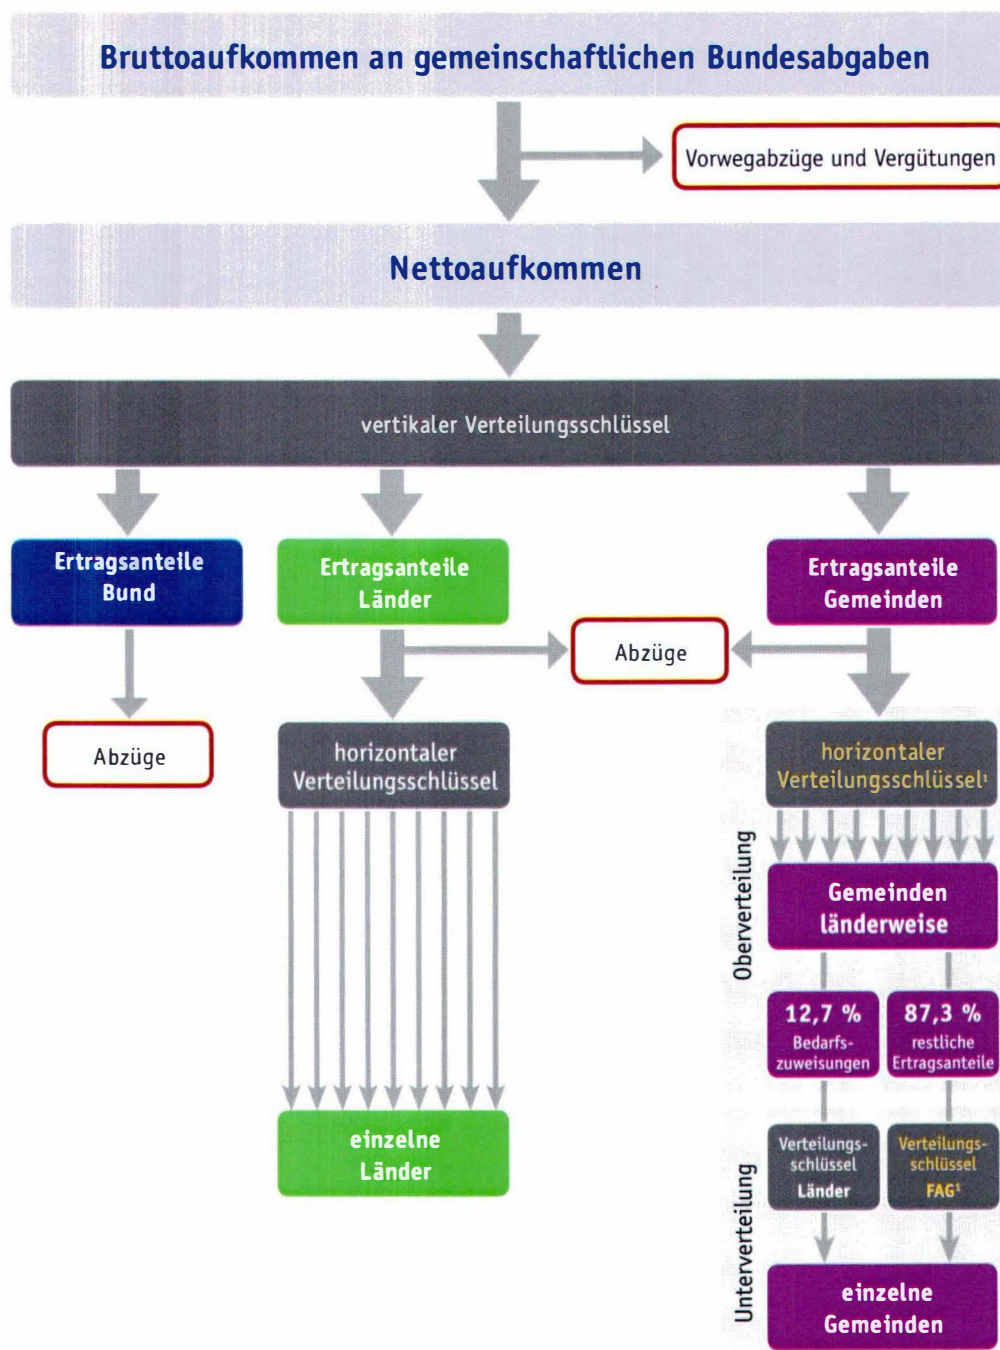 Bruttoaufkommen an gemeinschaftlichen Bundesabgaben
Vorwegabzüge und Vergütungen
Nettoaufkommen
vertikaler Verteilungsschlüssel
Ertragsanteile
Bund
Ertragsanteile
Länder
Ertragsanteile
Gemeinden
Abzüge
Abzüge
horizontaler
Verteilungsschlüssel
horizontaler
Verteilungsschlüssel¹
Oberverteilung
Gemeinden
länderweise
12,7 %
Bedarfs-
zuweisungen
87,3 %
restliche
Ertragsanteile
einzelne
Länder
Unterverteilung
Verteilungs-
schlüssel
Länder
Verteilungs-
schlüssel
FAG¹
einzelne
Gemeinden